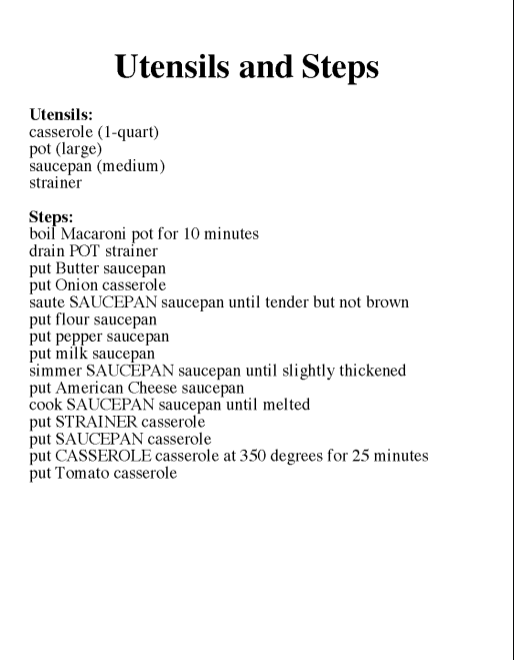 Utensils and Steps
Utensils:
casserole (1-quart)
pot (large)
saucepan (medium)
strainer
Steps:
boil Macaroni pot for 10 minutes
drain POT strainer
put Butter saucepan
put Onion casserole
saute SAUCEPAN saucepan until tender but not brown
put flour saucepan
put pepper saucepan
put milk saucepan
simmer SAUCEPAN saucepan until slightly thickened
put American Cheese saucepan
cook SAUCEPAN saucepan until melted
put STRAINER casserole
put SAUCEPAN casserole
put CASSEROLE casserole at 350 degrees for 25 minutes
put Tomato casserole